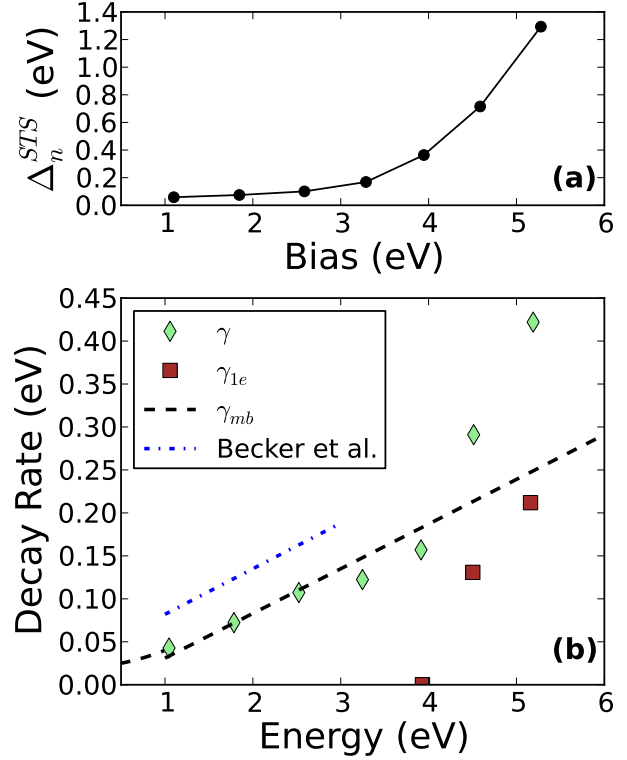 1.4
1.2
1.0
0.8
0.6
0.4
0.2
0.0
Δₙ^STS (eV)
(a)
1 2 3 4 5 6
Bias (eV)
0.45
0.40
0.35
0.30
0.25
0.20
0.15
0.10
0.05
0.00
Decay Rate (eV)
γ
γ₁ₑ
γ_mb
Becker et al.
(b)
1 2 3 4 5 6
Energy (eV)